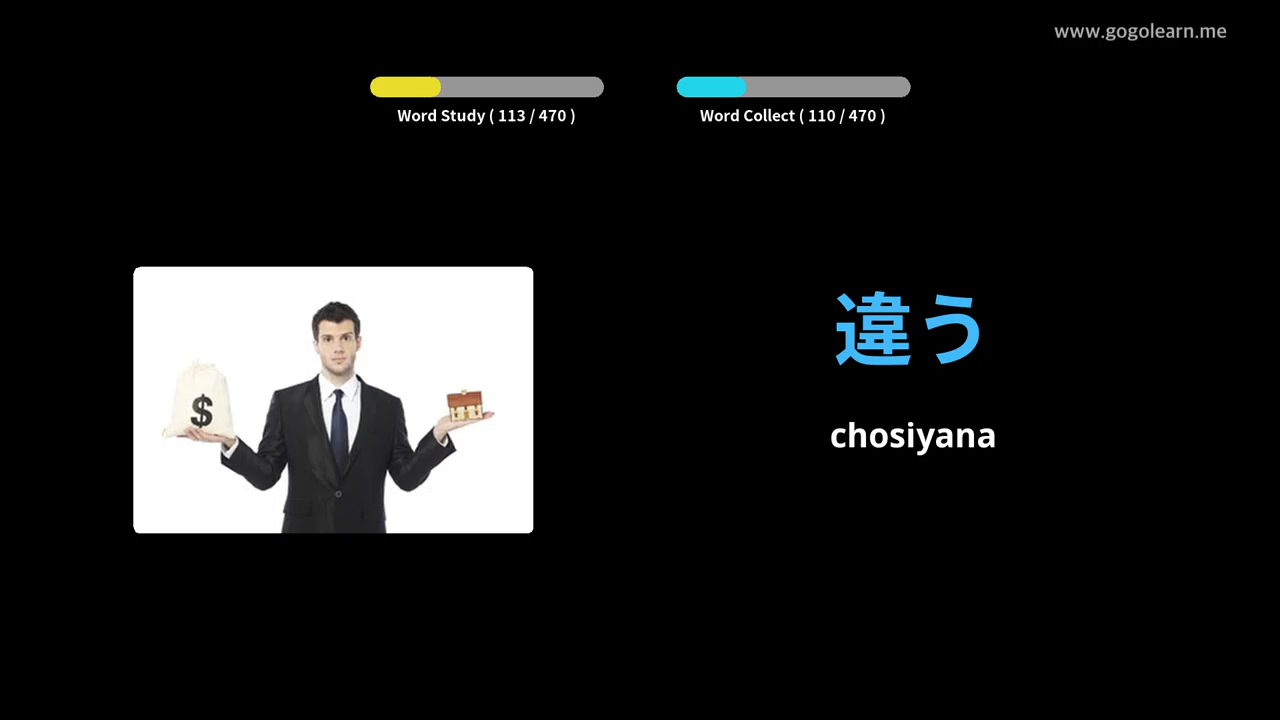 www.gogolearn.me
Word Study ( 113 / 470 )
Word Collect ( 110 / 470 )
$
違う
chosiyana